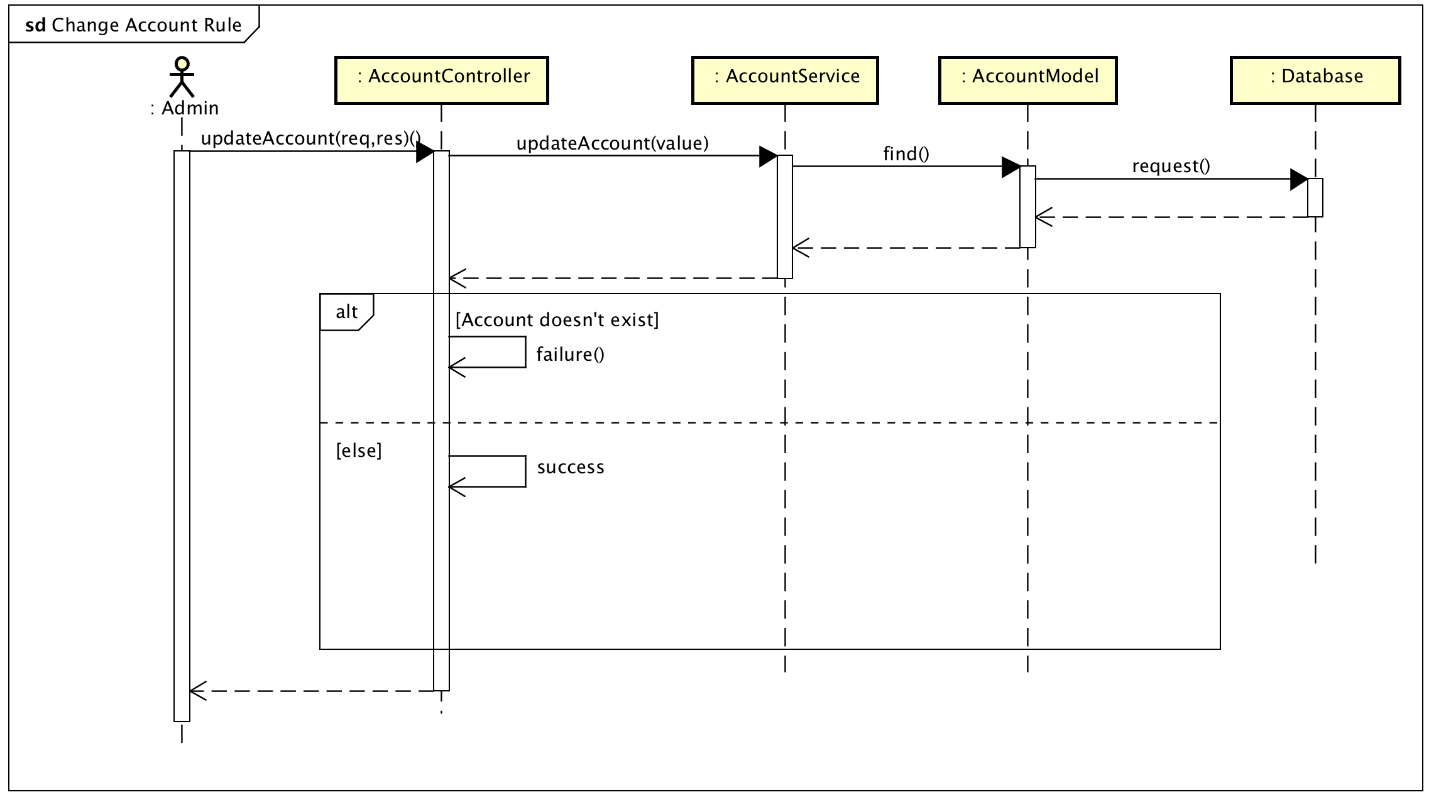 sd Change Account Rule
: Admin
: AccountController
: AccountService
: AccountModel
: Database
updateAccount(req,res)()
updateAccount(value)
find()
request()
alt
[Account doesn't exist]
failure()
[else]
success